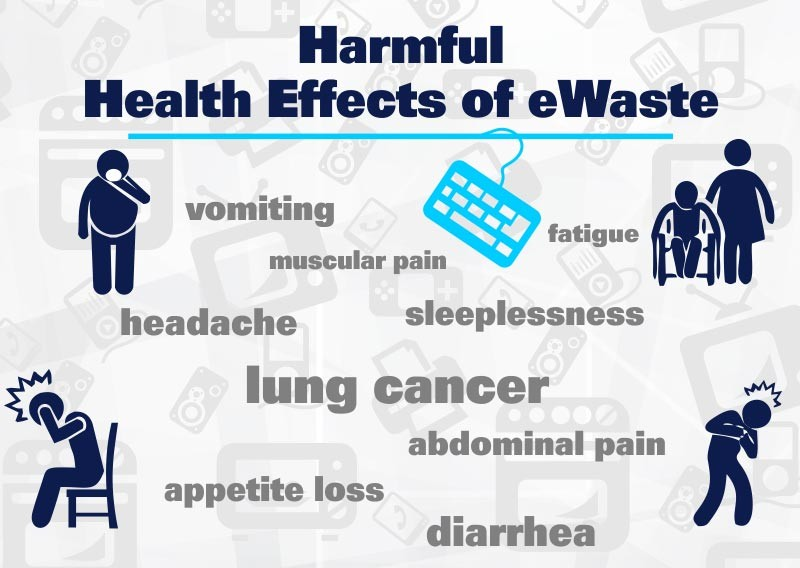 Harmful
Health Effects of eWaste
vomiting
fatigue
muscular pain
headache
sleeplessness
lung cancer
abdominal pain
appetite loss
diarrhea